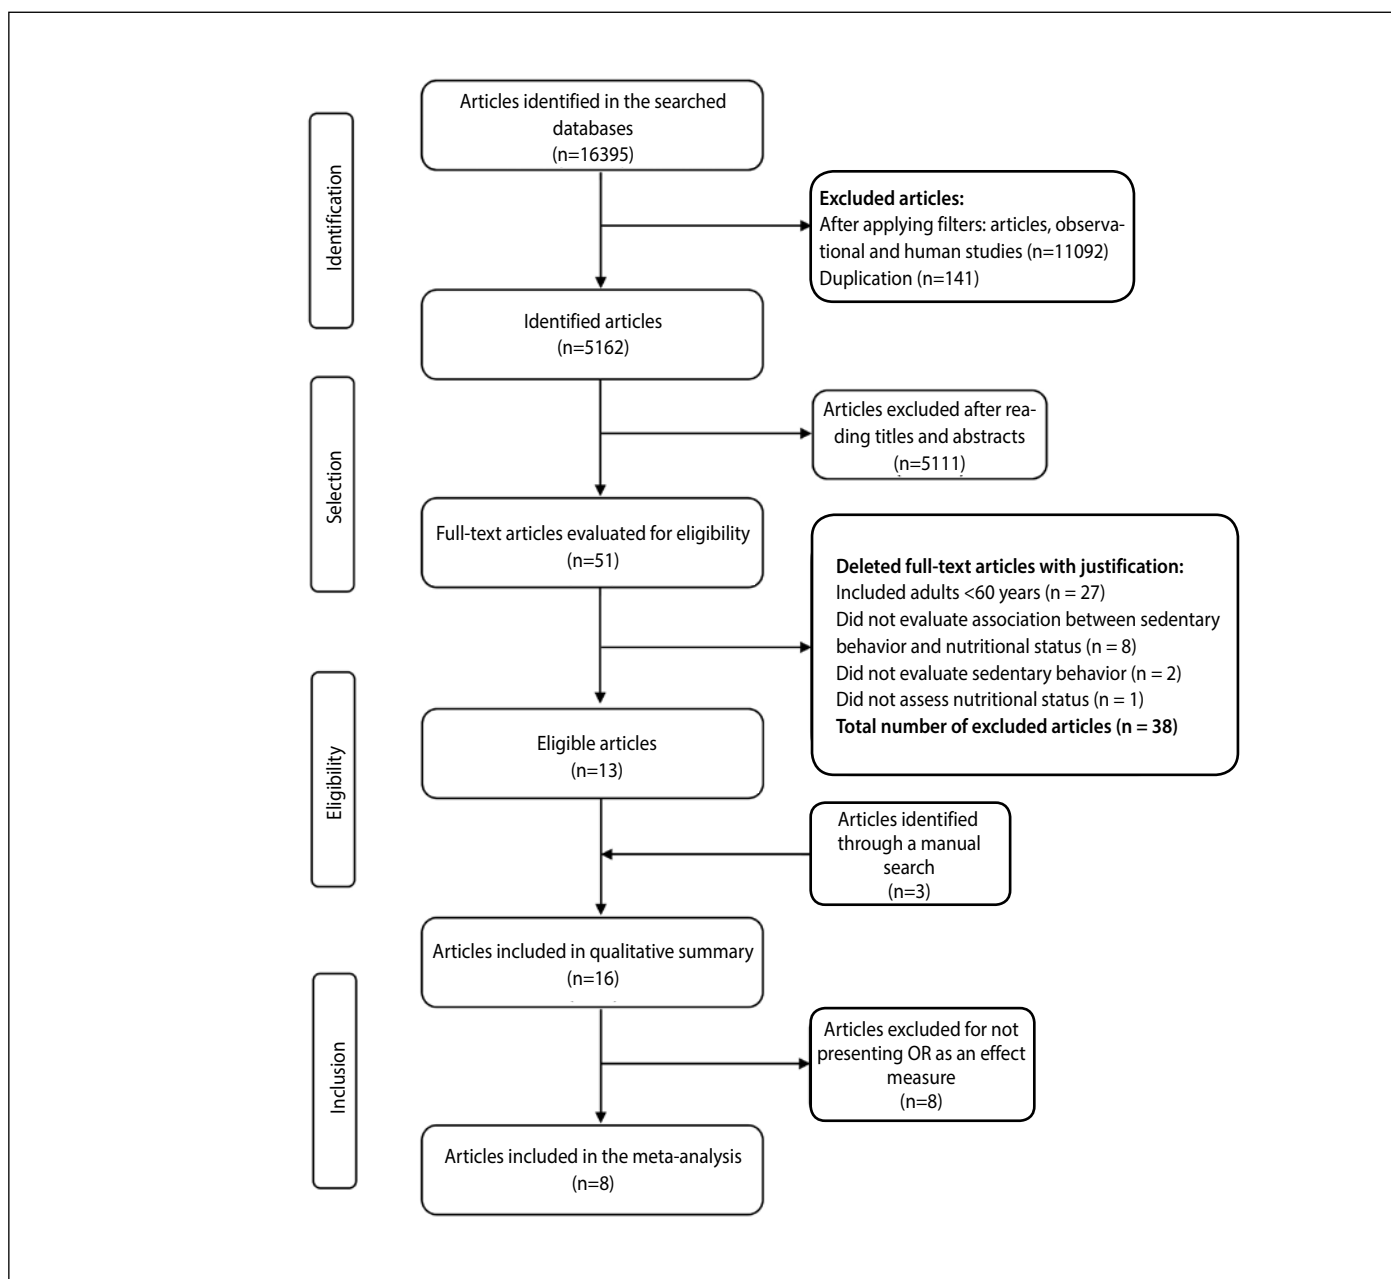 Identification
Articles identified in the searched
databases
(n=16395)
Excluded articles:
After applying filters: articles, observa-
tional and human studies (n=11092)
Duplication (n=141)
Identified articles
(n=5162)
Selection
Articles excluded after rea-
ding titles and abstracts
(n=5111)
Full-text articles evaluated for eligibility
(n=51)
Deleted full-text articles with justification:
Included adults <60 years (n = 27)
Did not evaluate association between sedentary
behavior and nutritional status (n = 8)
Did not evaluate sedentary behavior (n = 2)
Did not assess nutritional status (n = 1)
Total number of excluded articles (n = 38)
Eligibility
Eligible articles
(n=13)
Articles identified
through a manual
search
(n=3)
Articles included in qualitative summary
(n=16)
Inclusion
Articles excluded for not
presenting OR as an effect
measure
(n=8)
Articles included in the meta-analysis
(n=8)